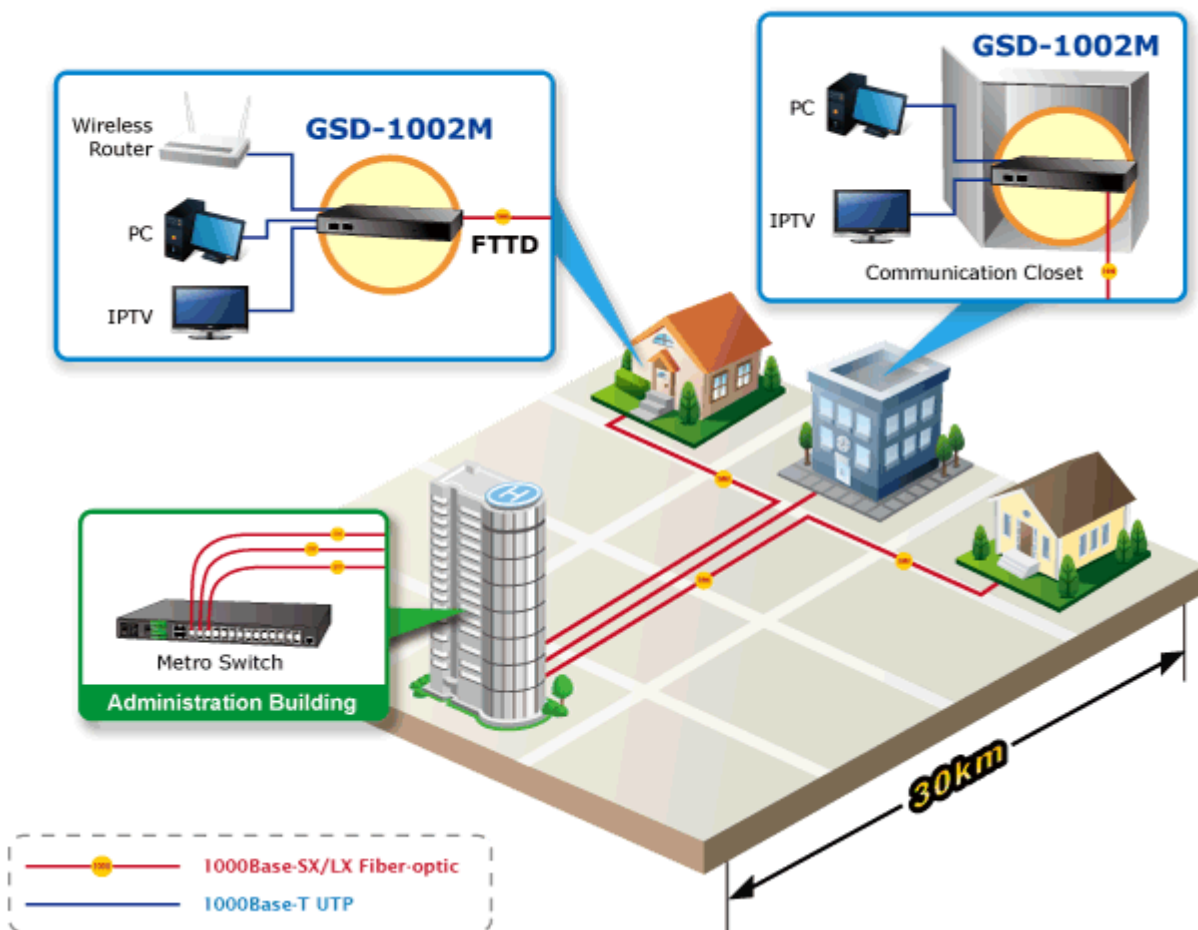 GSD-1002M
Wireless
Router
PC
IPTV
FTTD
GSD-1002M
PC
IPTV
Communication Closet
Metro Switch
Administration Building
H
30km
1000
1000Base-SX/LX Fiber-optic
1000Base-T UTP